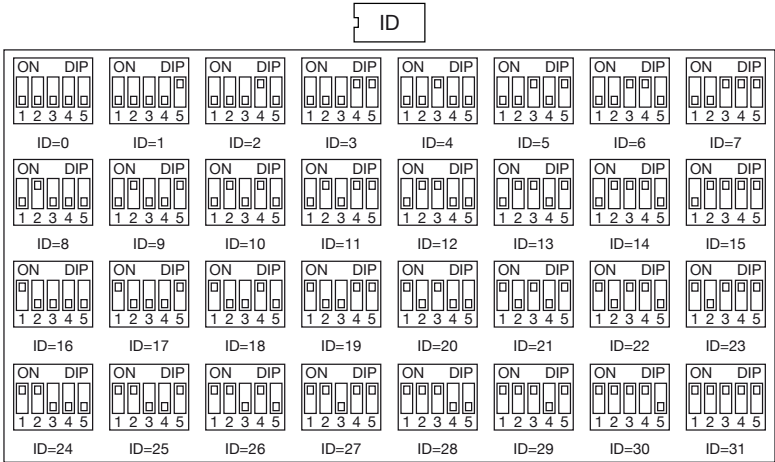 ID
ON DIP ON DIP ON DIP ON DIP ON DIP ON DIP ON DIP ON DIP
1 2 3 4 5 1 2 3 4 5 1 2 3 4 5 1 2 3 4 5 1 2 3 4 5 1 2 3 4 5 1 2 3 4 5 1 2 3 4 5
ID=0 ID=1 ID=2 ID=3 ID=4 ID=5 ID=6 ID=7
ON DIP ON DIP ON DIP ON DIP ON DIP ON DIP ON DIP ON DIP
1 2 3 4 5 1 2 3 4 5 1 2 3 4 5 1 2 3 4 5 1 2 3 4 5 1 2 3 4 5 1 2 3 4 5 1 2 3 4 5
ID=8 ID=9 ID=10 ID=11 ID=12 ID=13 ID=14 ID=15
ON DIP ON DIP ON DIP ON DIP ON DIP ON DIP ON DIP ON DIP
1 2 3 4 5 1 2 3 4 5 1 2 3 4 5 1 2 3 4 5 1 2 3 4 5 1 2 3 4 5 1 2 3 4 5 1 2 3 4 5
ID=16 ID=17 ID=18 ID=19 ID=20 ID=21 ID=22 ID=23
ON DIP ON DIP ON DIP ON DIP ON DIP ON DIP ON DIP ON DIP
1 2 3 4 5 1 2 3 4 5 1 2 3 4 5 1 2 3 4 5 1 2 3 4 5 1 2 3 4 5 1 2 3 4 5 1 2 3 4 5
ID=24 ID=25 ID=26 ID=27 ID=28 ID=29 ID=30 ID=31